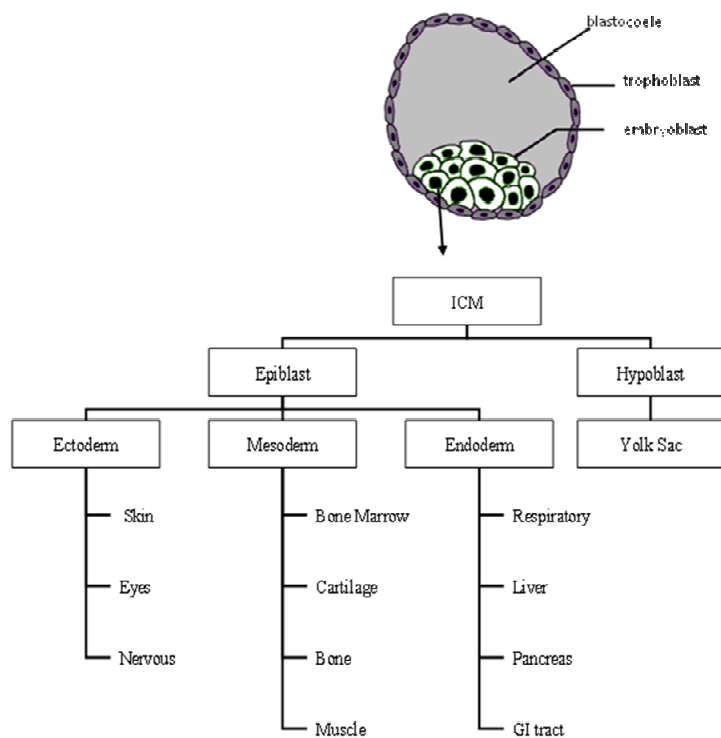 blastocoele
trophoblast
embryoblast
ICM
Epiblast
Hypoblast
Ectoderm
Mesoderm
Endoderm
Yolk Sac
Skin
Bone Marrow
Respiratory
Eyes
Cartilage
Liver
Nervous
Bone
Pancreas
Muscle
GI tract